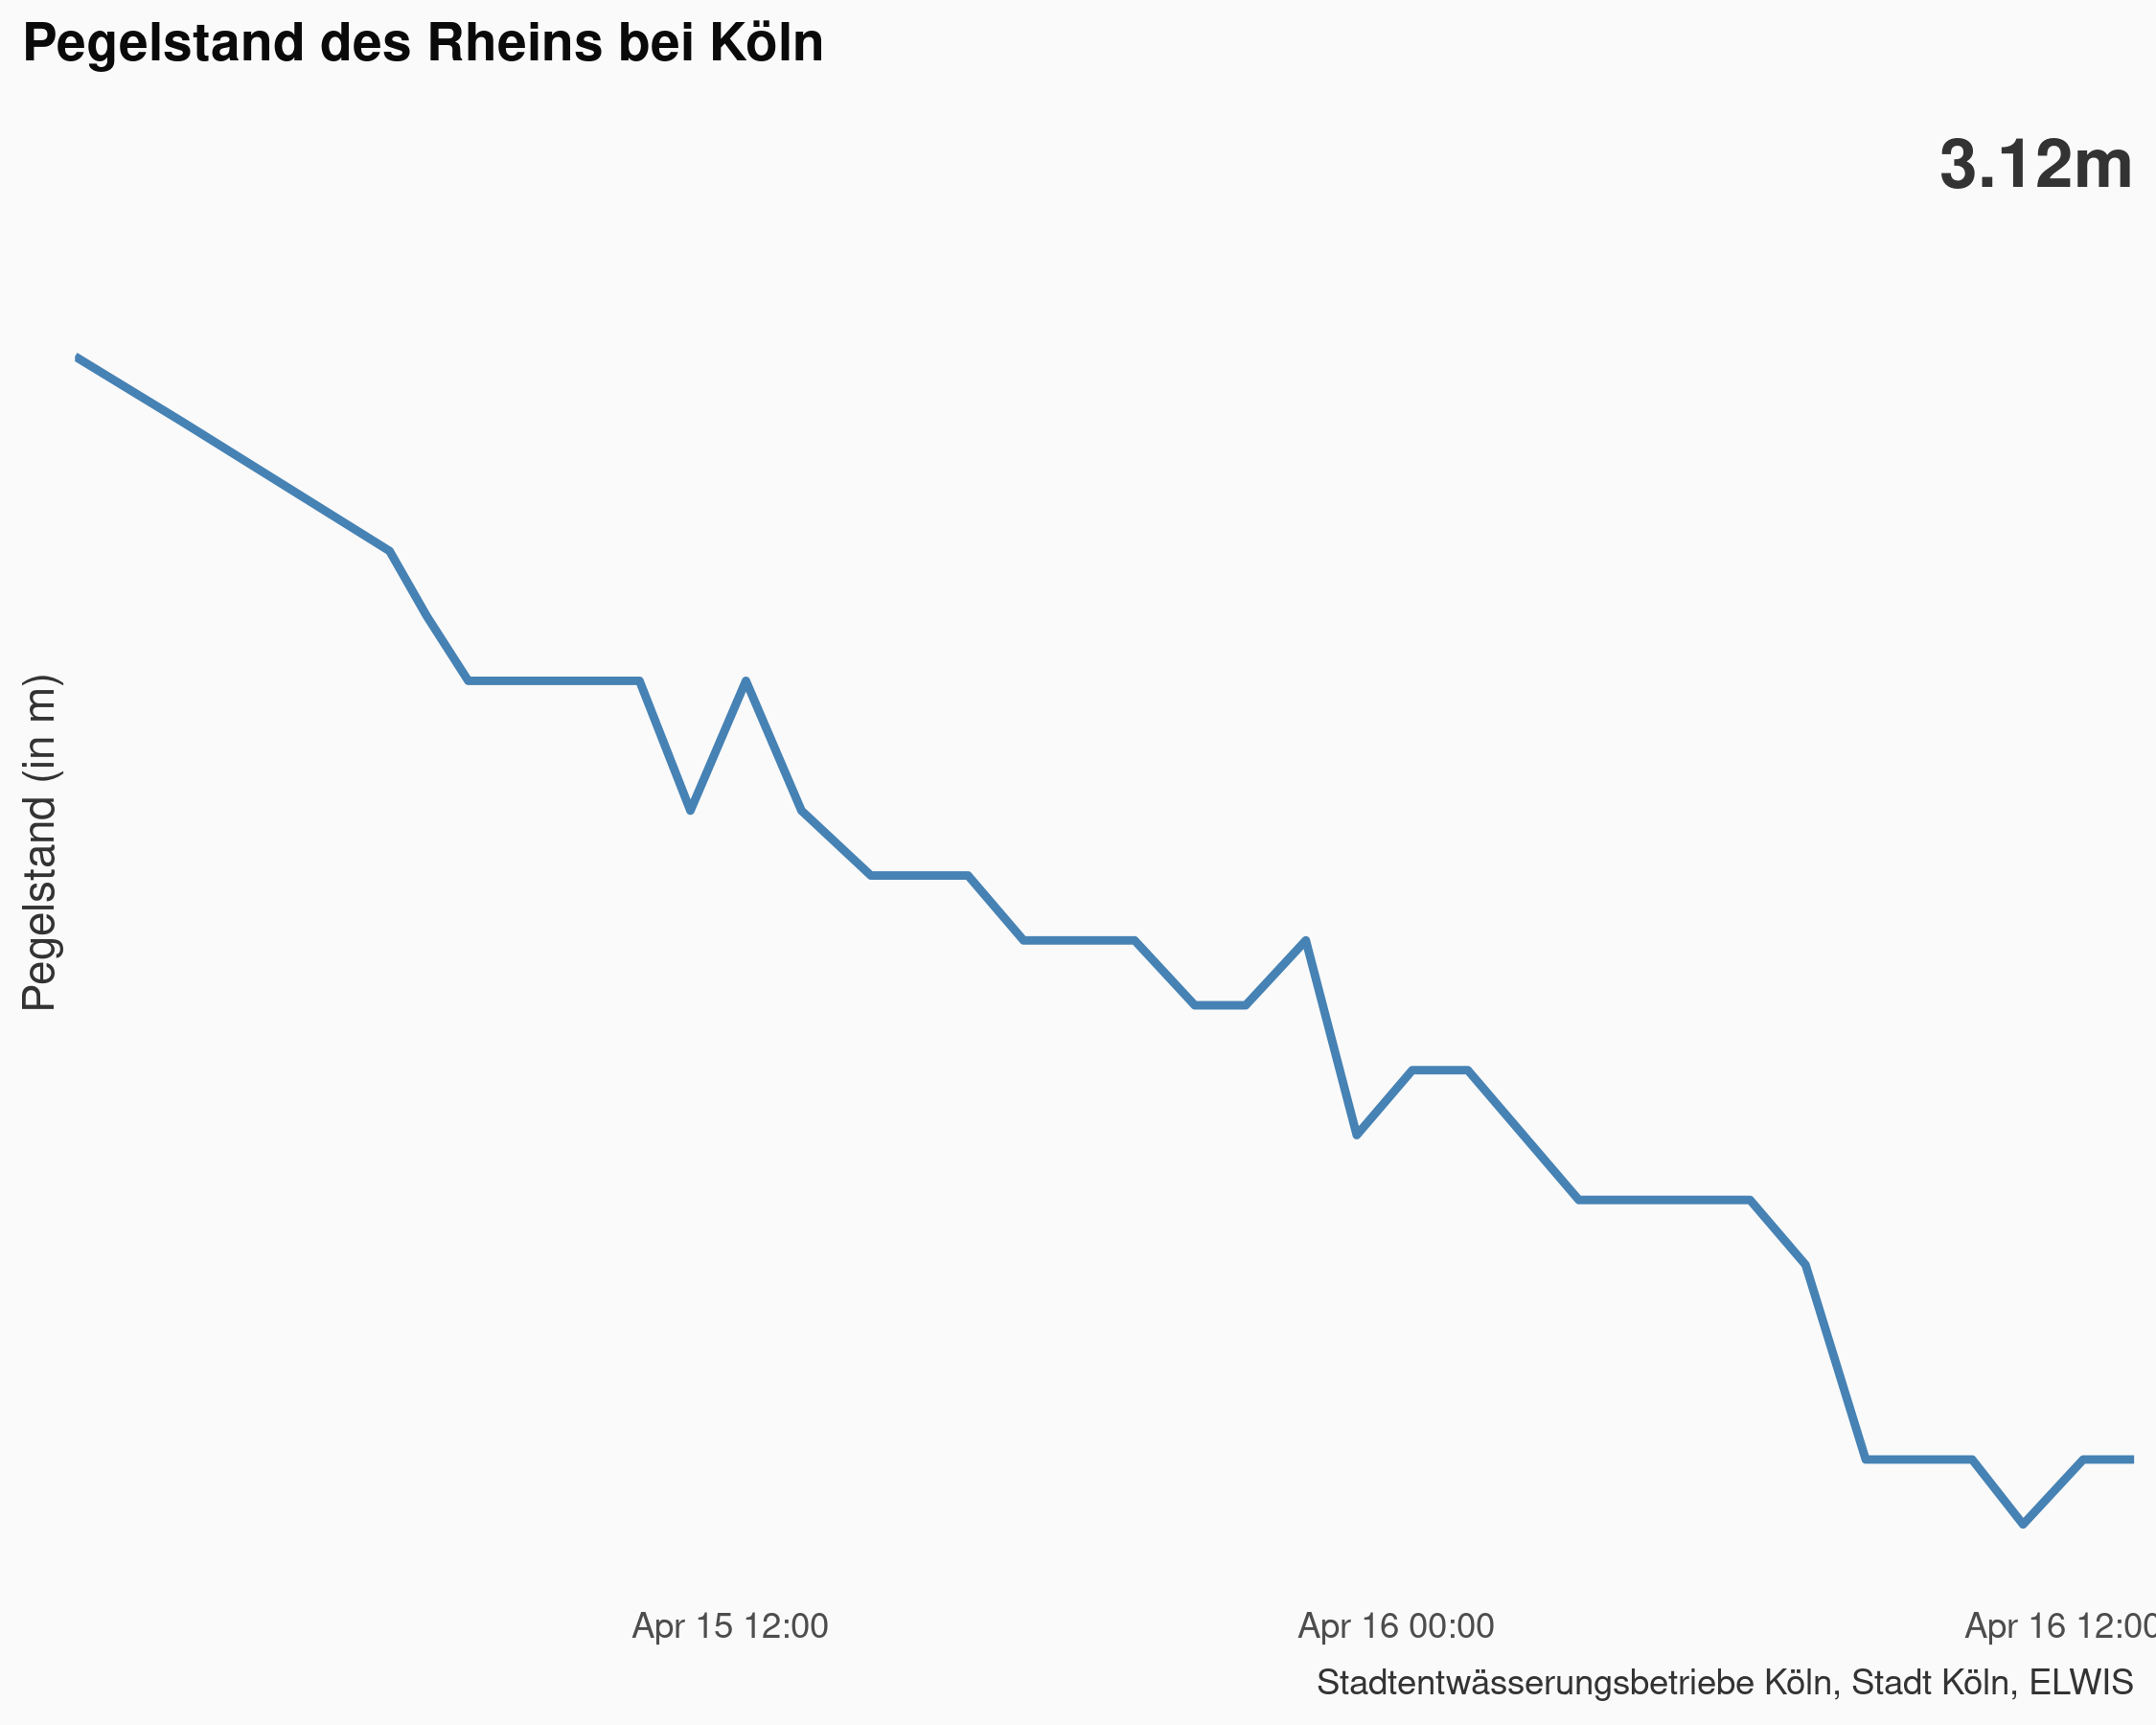 Pegelstand des Rheins bei Köln
3.12m
Pegelstand (in m)
Apr 15 12:00
Apr 16 00:00
Apr 16 12:00
Stadtentwässerungsbetriebe Köln, Stadt Köln, ELWIS